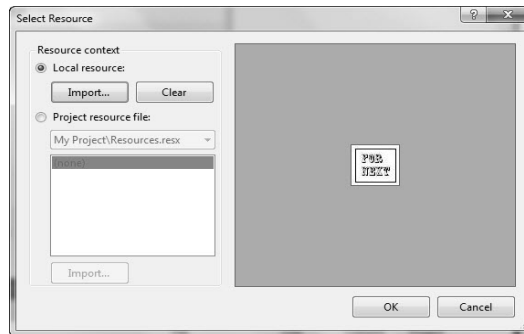 Select Resource
Resource context
Local resource:
Import...
Clear
Project resource file:
My Project\Resources.resx
(none)
Import...
FOR
NEXT
OK
Cancel